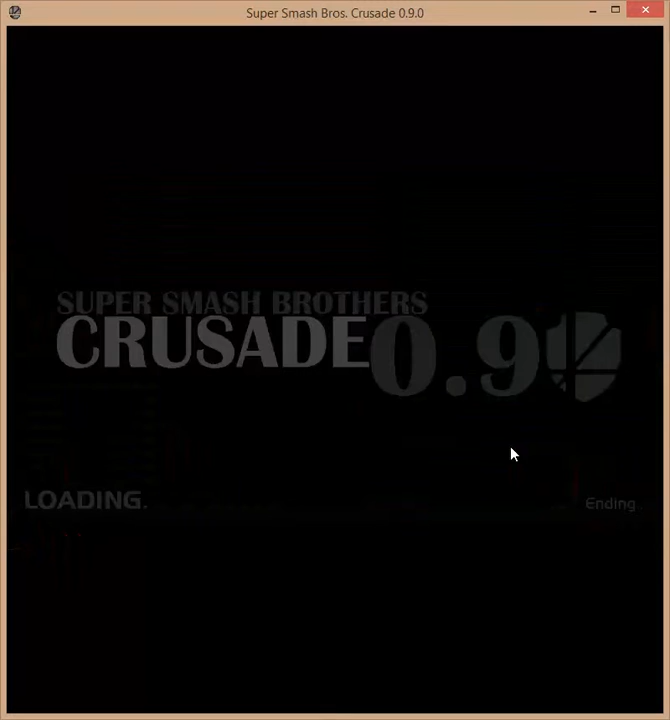 Super Smash Bros. Crusade 0.9.0
SUPER SMASH BROTHERS
CRUSADE 0.9
LOADING.
Ending